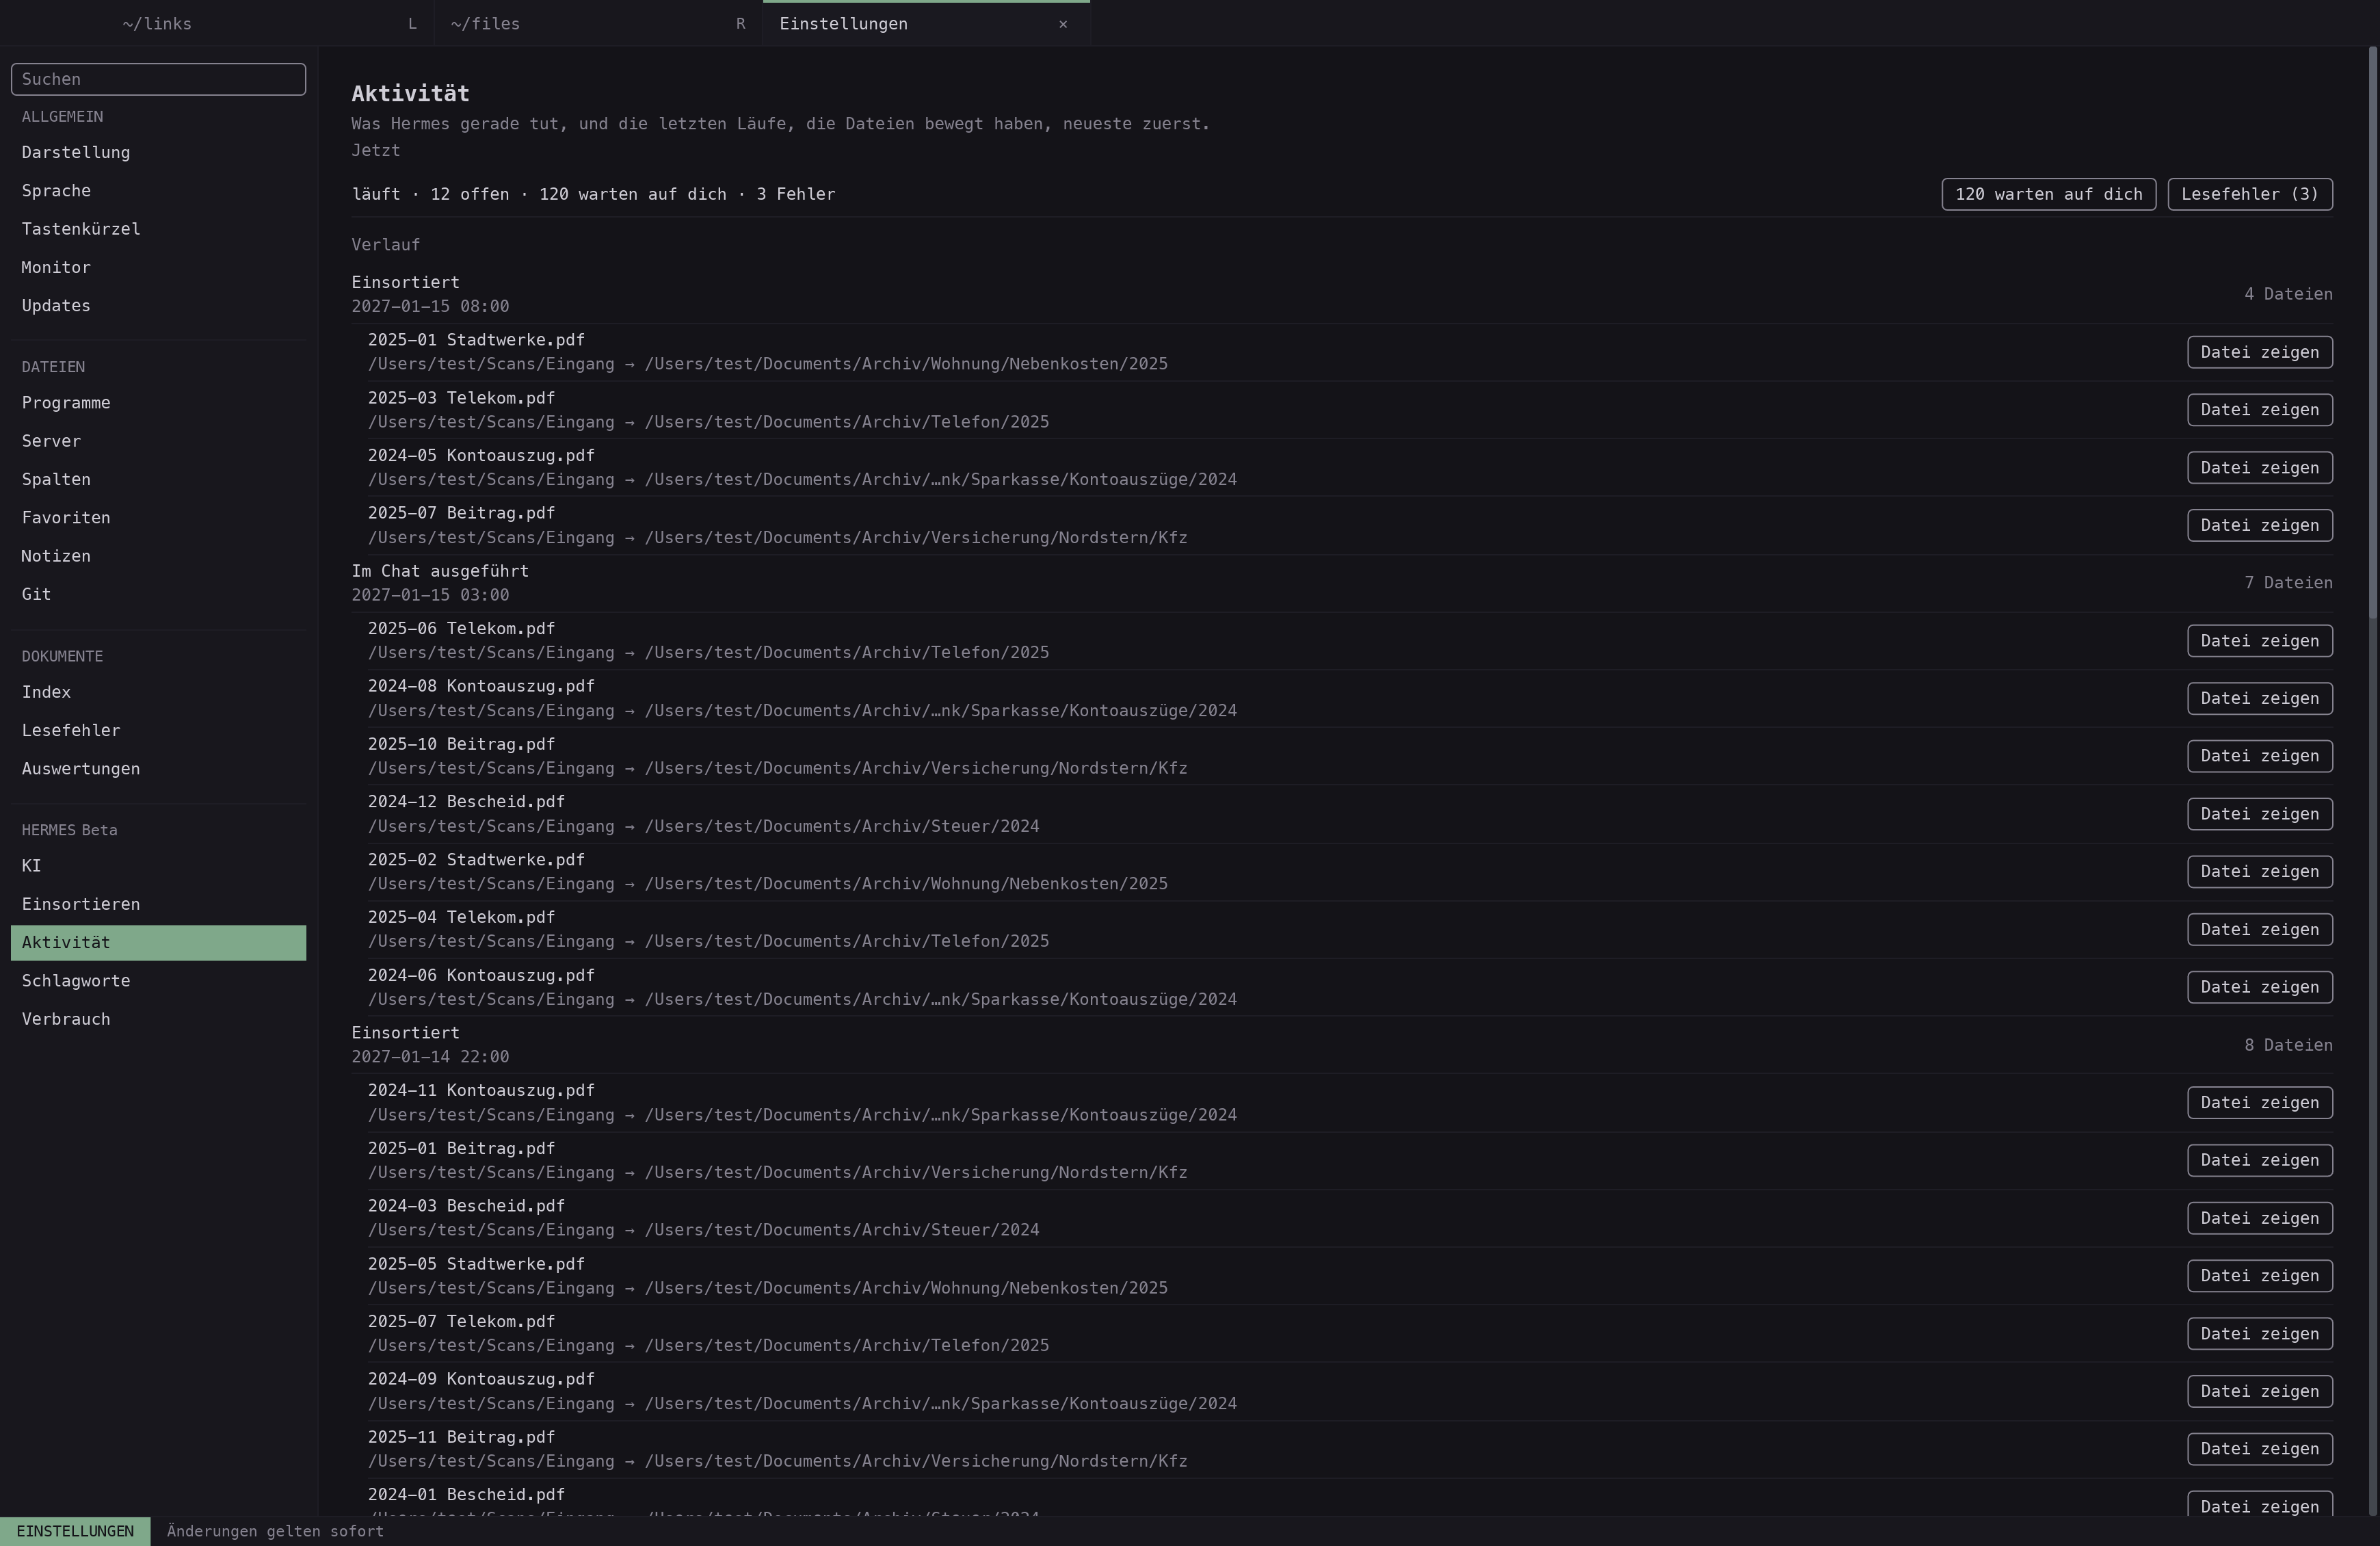 ~/links L ~/files R Einstellungen ×
Suchen
ALLGEMEIN
Darstellung
Sprache
Tastenkürzel
Monitor
Updates
DATEIEN
Programme
Server
Spalten
Favoriten
Notizen
Git
DOKUMENTE
Index
Lesefehler
Auswertungen
HERMES Beta
KI
Einsortieren
Aktivität
Schlagworte
Verbrauch
Aktivität
Was Hermes gerade tut, und die letzten Läufe, die Dateien bewegt haben, neueste zuerst.
Jetzt
läuft · 12 offen · 120 warten auf dich · 3 Fehler 120 warten auf dich Lesefehler (3)
Verlauf
Einsortiert
2027-01-15 08:00 4 Dateien
2025-01 Stadtwerke.pdf
/Users/test/Scans/Eingang → /Users/test/Documents/Archiv/Wohnung/Nebenkosten/2025 Datei zeigen
2025-03 Telekom.pdf
/Users/test/Scans/Eingang → /Users/test/Documents/Archiv/Telefon/2025 Datei zeigen
2024-05 Kontoauszug.pdf
/Users/test/Scans/Eingang → /Users/test/Documents/Archiv/…nk/Sparkasse/Kontoauszüge/2024 Datei zeigen
2025-07 Beitrag.pdf
/Users/test/Scans/Eingang → /Users/test/Documents/Archiv/Versicherung/Nordstern/Kfz Datei zeigen
Im Chat ausgeführt
2027-01-15 03:00 7 Dateien
2025-06 Telekom.pdf
/Users/test/Scans/Eingang → /Users/test/Documents/Archiv/Telefon/2025 Datei zeigen
2024-08 Kontoauszug.pdf
/Users/test/Scans/Eingang → /Users/test/Documents/Archiv/…nk/Sparkasse/Kontoauszüge/2024 Datei zeigen
2025-10 Beitrag.pdf
/Users/test/Scans/Eingang → /Users/test/Documents/Archiv/Versicherung/Nordstern/Kfz Datei zeigen
2024-12 Bescheid.pdf
/Users/test/Scans/Eingang → /Users/test/Documents/Archiv/Steuer/2024 Datei zeigen
2025-02 Stadtwerke.pdf
/Users/test/Scans/Eingang → /Users/test/Documents/Archiv/Wohnung/Nebenkosten/2025 Datei zeigen
2025-04 Telekom.pdf
/Users/test/Scans/Eingang → /Users/test/Documents/Archiv/Telefon/2025 Datei zeigen
2024-06 Kontoauszug.pdf
/Users/test/Scans/Eingang → /Users/test/Documents/Archiv/…nk/Sparkasse/Kontoauszüge/2024 Datei zeigen
Einsortiert
2027-01-14 22:00 8 Dateien
2024-11 Kontoauszug.pdf
/Users/test/Scans/Eingang → /Users/test/Documents/Archiv/…nk/Sparkasse/Kontoauszüge/2024 Datei zeigen
2025-01 Beitrag.pdf
/Users/test/Scans/Eingang → /Users/test/Documents/Archiv/Versicherung/Nordstern/Kfz Datei zeigen
2024-03 Bescheid.pdf
/Users/test/Scans/Eingang → /Users/test/Documents/Archiv/Steuer/2024 Datei zeigen
2025-05 Stadtwerke.pdf
/Users/test/Scans/Eingang → /Users/test/Documents/Archiv/Wohnung/Nebenkosten/2025 Datei zeigen
2025-07 Telekom.pdf
/Users/test/Scans/Eingang → /Users/test/Documents/Archiv/Telefon/2025 Datei zeigen
2024-09 Kontoauszug.pdf
/Users/test/Scans/Eingang → /Users/test/Documents/Archiv/…nk/Sparkasse/Kontoauszüge/2024 Datei zeigen
2025-11 Beitrag.pdf
/Users/test/Scans/Eingang → /Users/test/Documents/Archiv/Versicherung/Nordstern/Kfz Datei zeigen
2024-01 Bescheid.pdf Datei zeigen
EINSTELLUNGEN Änderungen gelten sofort